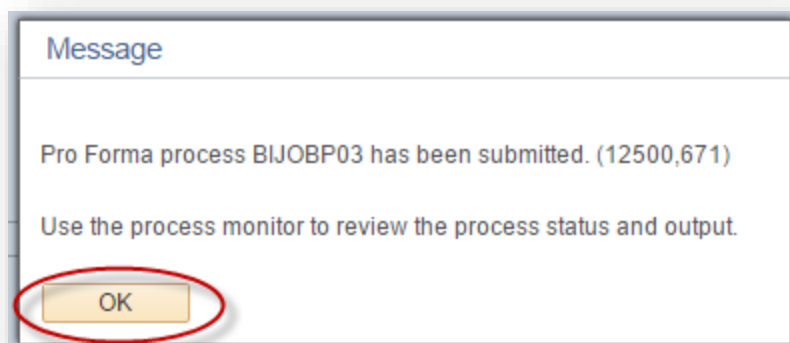 Message
Pro Forma process BIJOBP03 has been submitted. (12500,671)
Use the process monitor to review the process status and output.
OK